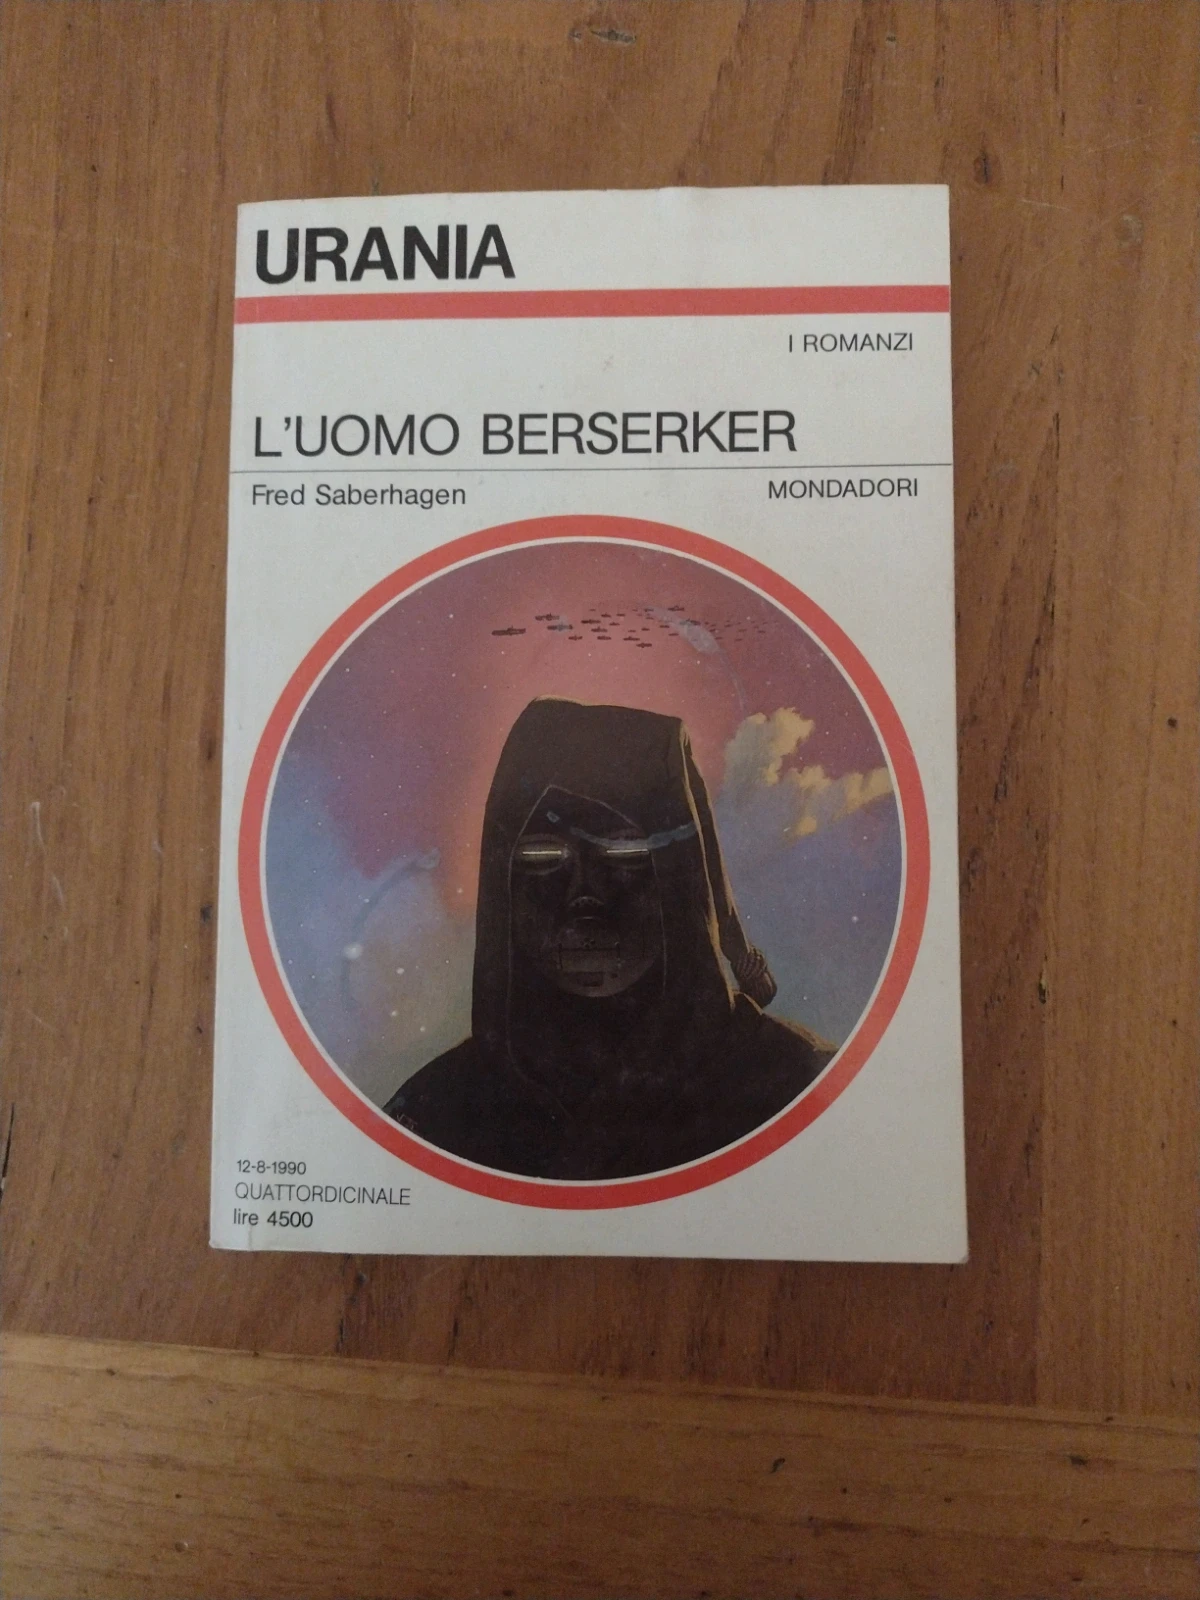 URANIA
I ROMANZI
L'UOMO BERSERKER
Fred Saberhagen
MONDADORI
12-8-1990
QUATTORDICINALE
lire 4500